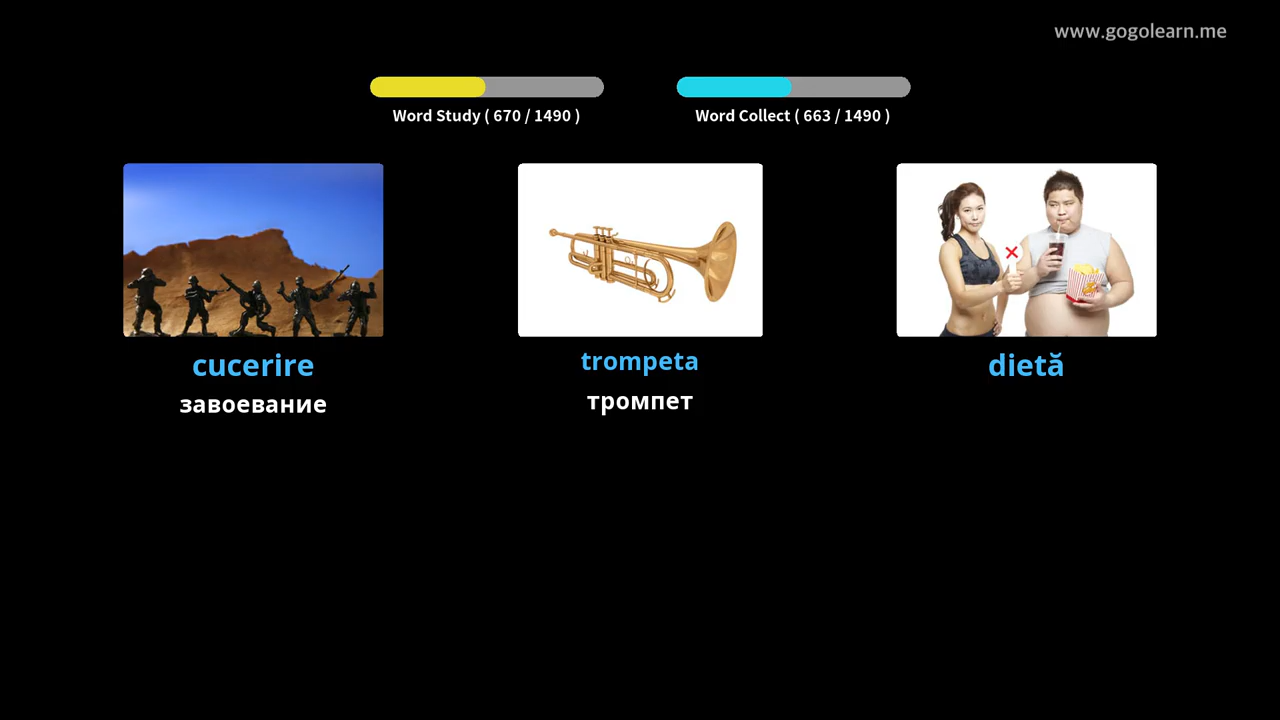 www.gogolearn.me
Word Study ( 670 / 1490 )
Word Collect ( 663 / 1490 )
cucerire
завоевание
trompeta
тромпет
dietă